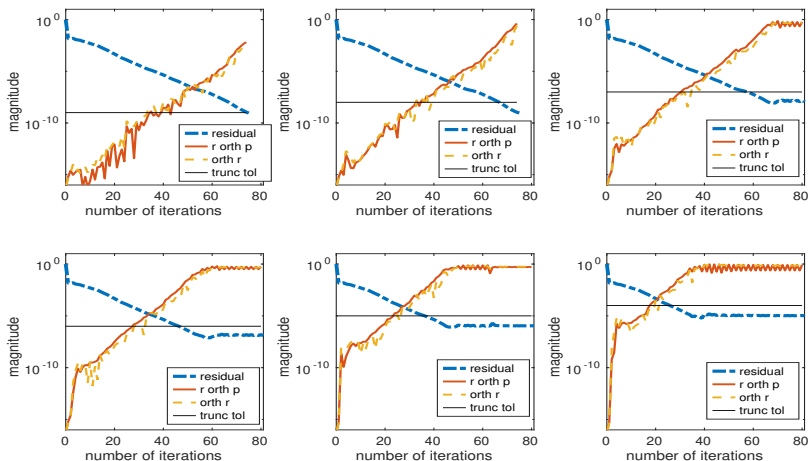 10^0
10^-10
magnitude
0 20 40 60 80
number of iterations
residual
r orth p
orth r
trunc tol
10^0
10^-10
magnitude
0 20 40 60 80
number of iterations
residual
r orth p
orth r
trunc tol
10^0
10^-10
magnitude
0 20 40 60 80
number of iterations
residual
r orth p
orth r
trunc tol
10^0
10^-10
magnitude
0 20 40 60 80
number of iterations
residual
r orth p
orth r
trunc tol
10^0
10^-10
magnitude
0 20 40 60 80
number of iterations
residual
r orth p
orth r
trunc tol
10^0
10^-10
magnitude
0 20 40 60 80
number of iterations
residual
r orth p
orth r
trunc tol